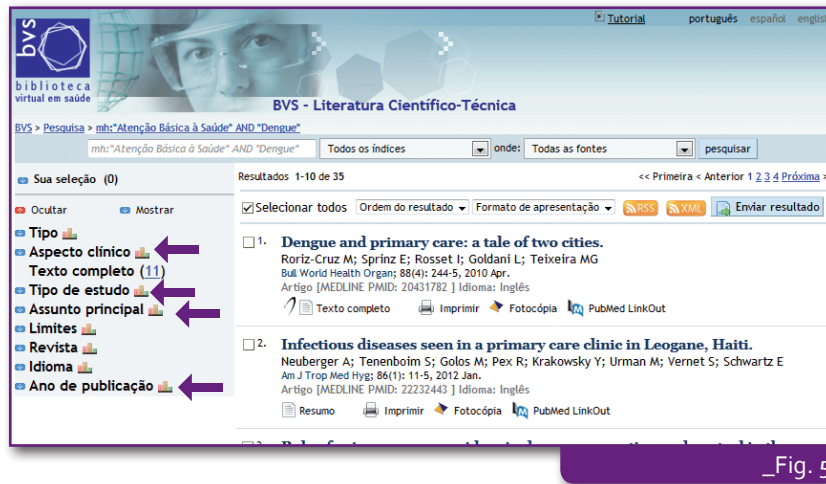 Tutorial português español english
bvs
biblioteca
virtual em saúde
BVS - Literatura Científico-Técnica
BVS > Pesquisa > mh:"Atenção Básica à Saúde" AND "Dengue"
mh:"Atenção Básica à Saúde" AND "Dengue" Todos os índices onde: Todas as fontes pesquisar
Sua seleção (0)
Ocultar Mostrar
Tipo
Aspecto clínico
Texto completo (11)
Tipo de estudo
Assunto principal
Limites
Revista
Idioma
Ano de publicação
Resultados 1-10 de 35 << Primeira < Anterior 1 2 3 4 Próxima >
Selecionar todos Ordem do resultado Formato de apresentação RSS XML Enviar resultado
1. Dengue and primary care: a tale of two cities.
Roriz-Cruz M; Sprinz E; Rosset I; Goldani L; Teixeira MG
Bull World Health Organ; 88(4): 244-5, 2010 Apr.
Artigo [MEDLINE PMID: 20431782 ] Idioma: Inglês
Texto completo Imprimir Fotocópia PubMed LinkOut
2. Infectious diseases seen in a primary care clinic in Leogane, Haiti.
Neuberger A; Tenenboim S; Golos M; Pex R; Krakowsky Y; Urman M; Vernet S; Schwartz E
Am J Trop Med Hyg; 86(1): 11-5, 2012 Jan.
Artigo [MEDLINE PMID: 22232443 ] Idioma: Inglês
Resumo Imprimir Fotocópia PubMed LinkOut
_Fig. 5